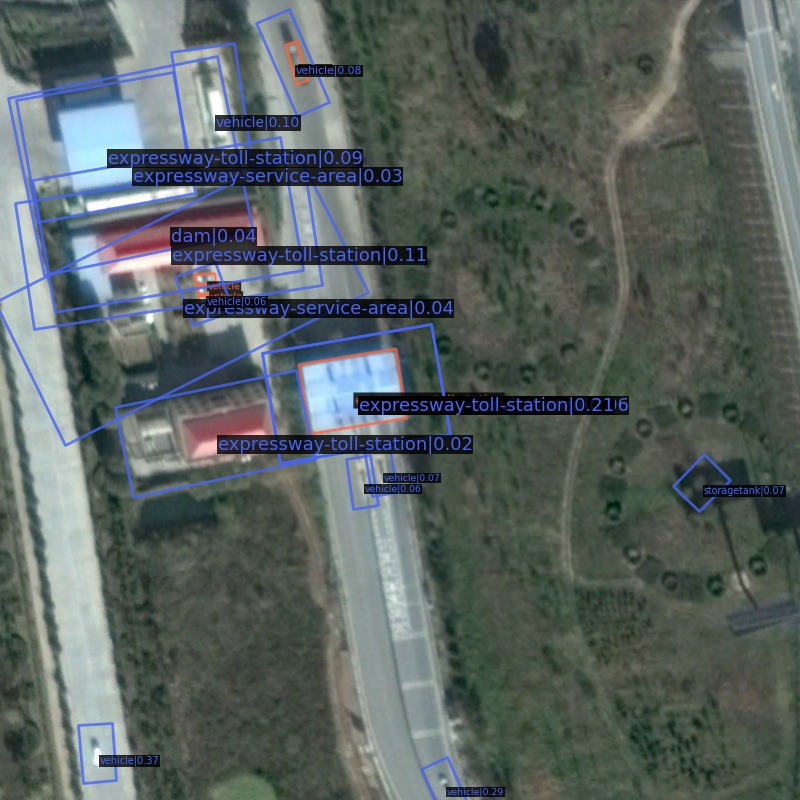 vehicle|0.08
vehicle|0.10
expressway-toll-station|0.09
expressway-service-area|0.03
dam|0.04
expressway-toll-station|0.11
vehicle
vehicle|0.06
expressway-service-area|0.04
expressway-toll-station|0.21
expressway-toll-station|0.02
vehicle|0.07
vehicle|0.06
storagetank|0.07
vehicle|0.37
vehicle|0.29